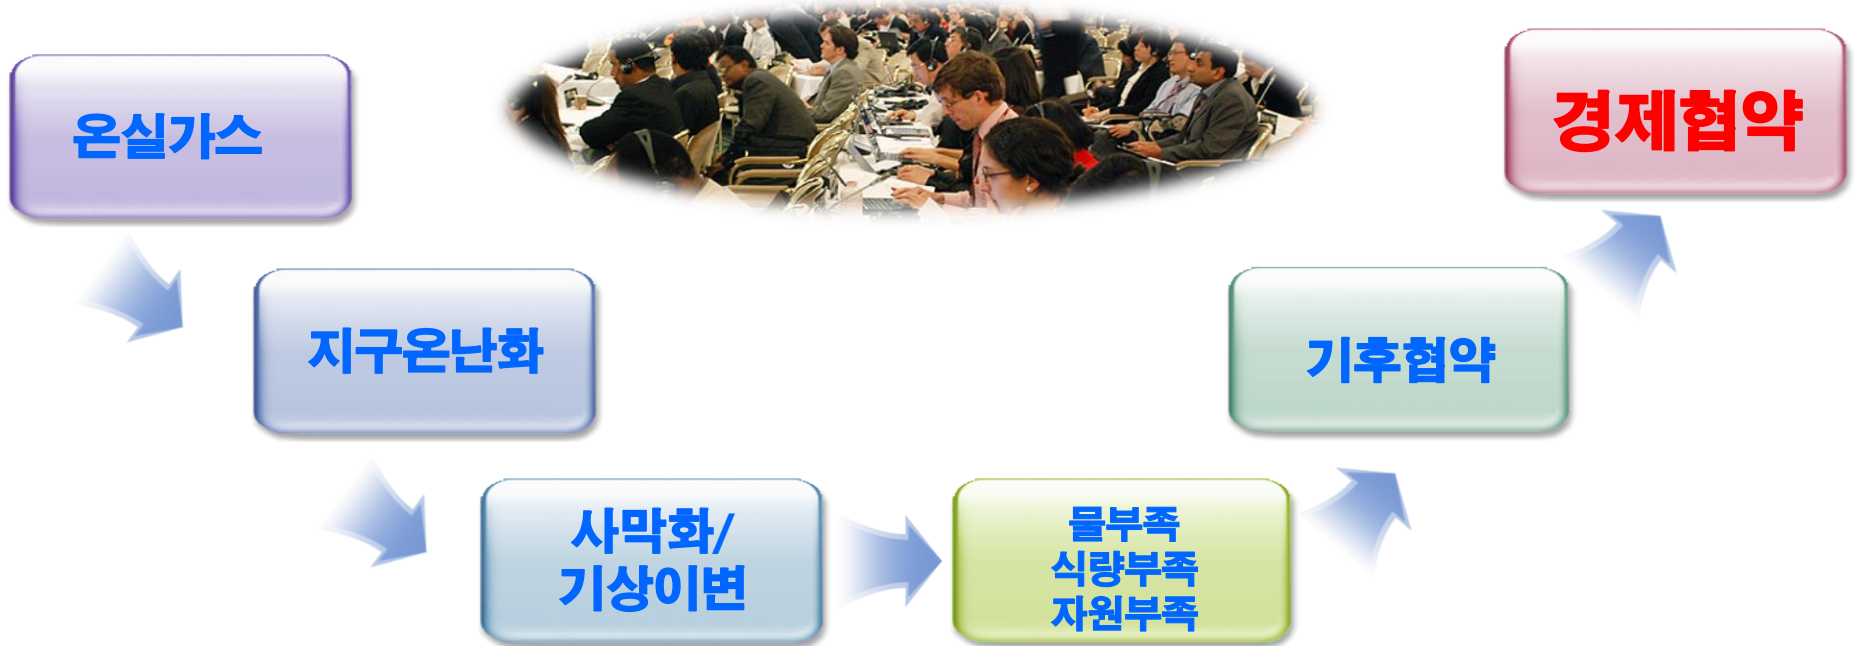 온실가스
지구온난화
사막화/
기상이변
물부족
식량부족
자원부족
기후협약
경제협약